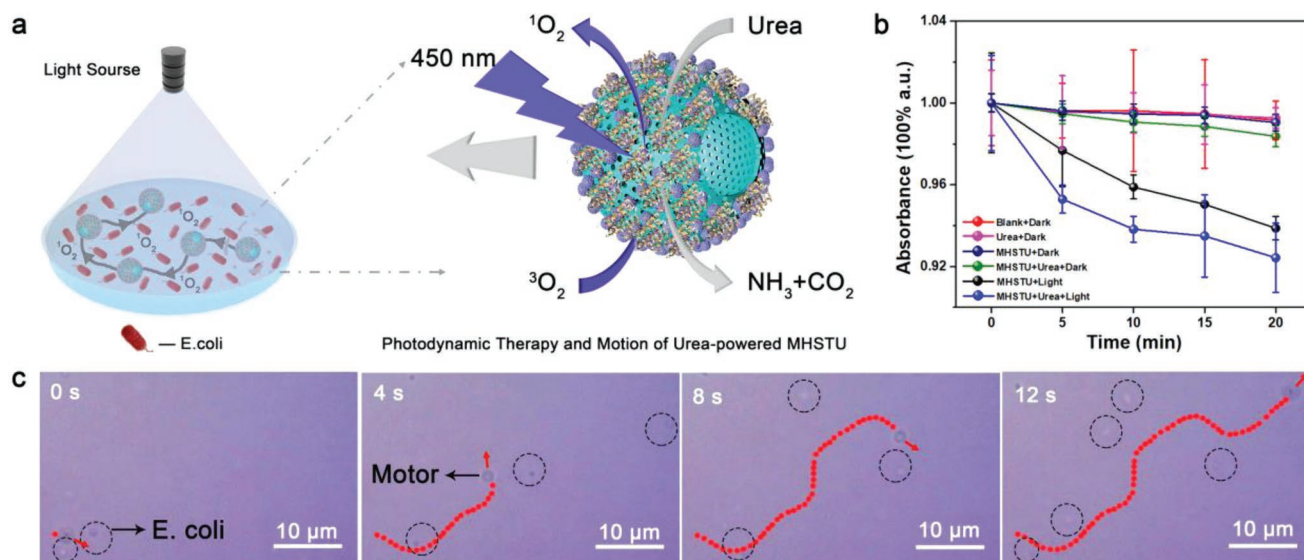 a
Light Sourse
450 nm
¹O₂
Urea
¹O₂
¹O₂
¹O₂
¹O₂
³O₂
NH₃+CO₂
— E.coli
Photodynamic Therapy and Motion of Urea-powered MHSTU
b
Absorbance (100% a.u.)
1.04
1.00
0.96
0.92
Blank+Dark
Urea+Dark
MHSTU+Dark
MHSTU+Urea+Dark
MHSTU+Light
MHSTU+Urea+Light
0 5 10 15 20
Time (min)
c
0 s
E. coli
10 μm
4 s
Motor
10 μm
8 s
10 μm
12 s
10 μm